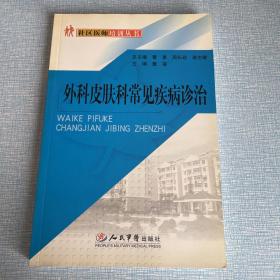 社区医师培训丛书
外科皮肤科常见疾病诊治
WAIKE PIFUKE
CHANGJIAN JIBING ZHENZHI
人民军医出版社
PEOPLE'S MILITARY MEDICAL PRESS